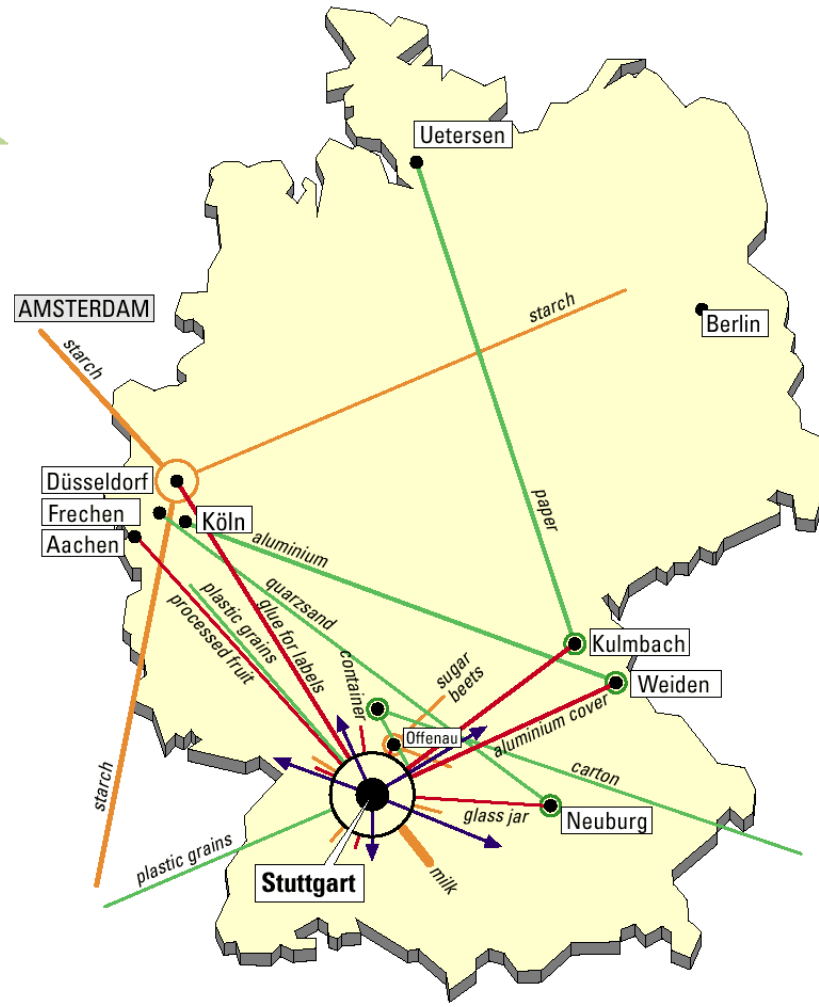 Uetersen
AMSTERDAM
starch
starch
Berlin
Düsseldorf
Frechen
Köln
Aachen
paper
aluminium
quarzsand
plastic grains
glue for labels
processed fruit
container
sugar
beets
Kulmbach
Weiden
Offenau
aluminium cover
carton
starch
glass jar
Neuburg
plastic grains
Stuttgart
milk